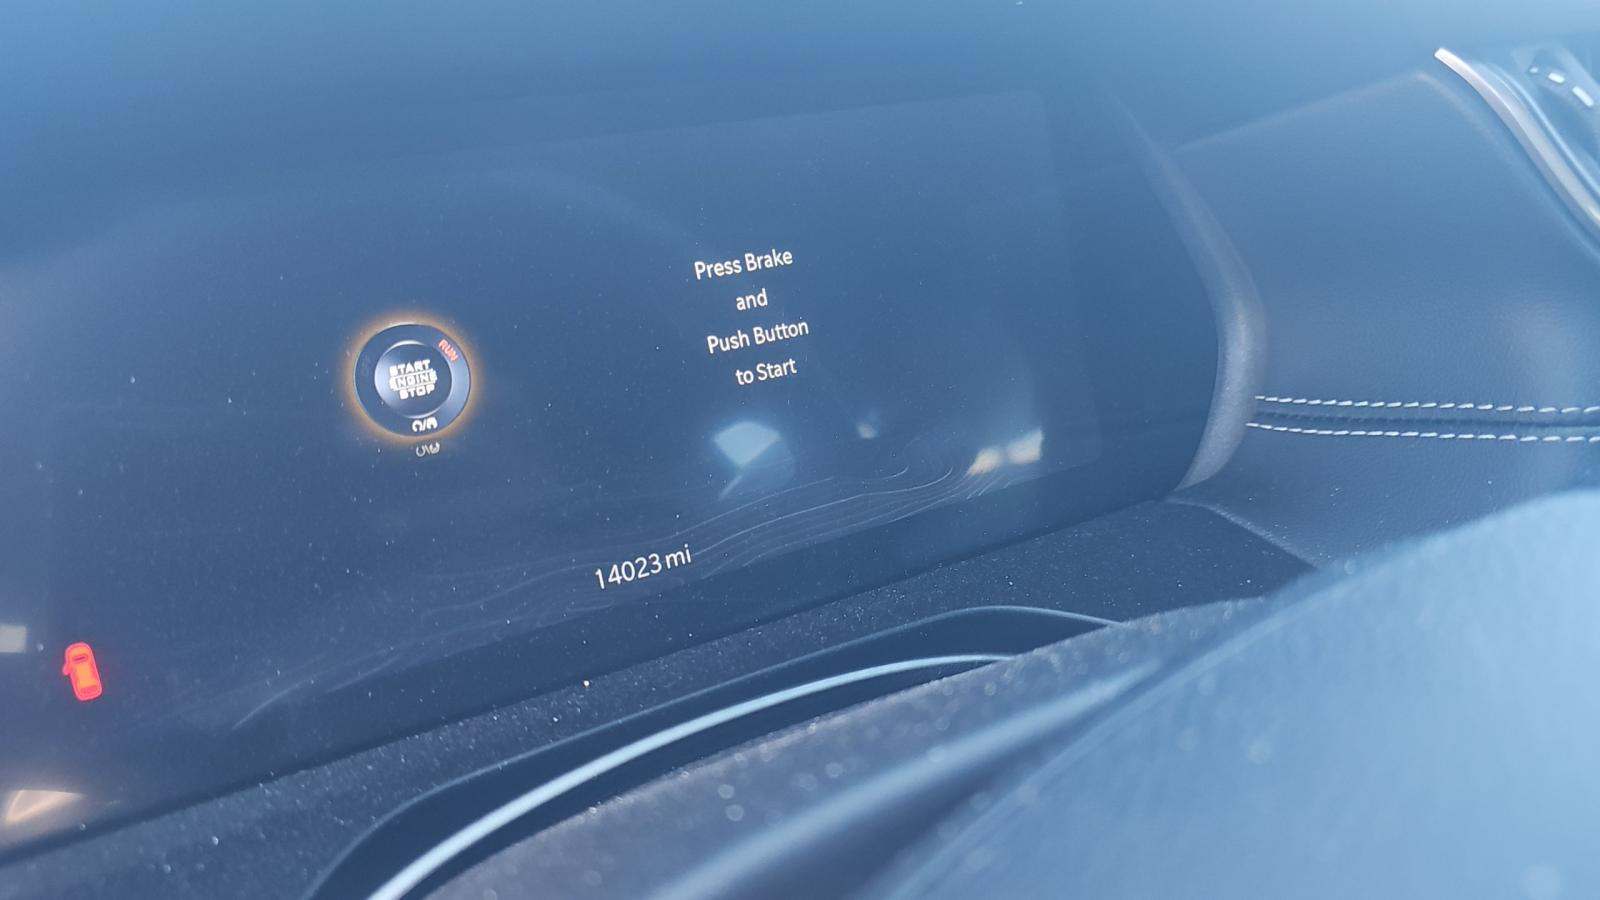 Press Brake
and
Push Button
to Start
RUN
START
ENGINE
STOP
14023 mi